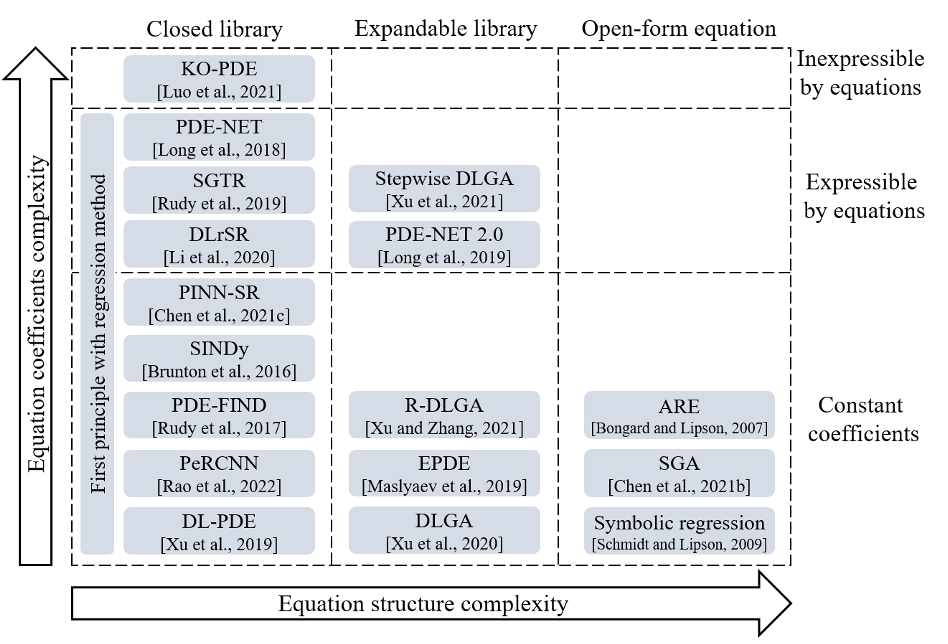 Closed library
Expandable library
Open-form equation
Equation coefficients complexity
First principle with regression method
KO-PDE
[Luo et al., 2021]
Inexpressible
by equations
PDE-NET
[Long et al., 2018]
SGTR
[Rudy et al., 2019]
Stepwise DLGA
[Xu et al., 2021]
Expressible
by equations
DLrSR
[Li et al., 2020]
PDE-NET 2.0
[Long et al., 2019]
PINN-SR
[Chen et al., 2021c]
SINDy
[Brunton et al., 2016]
PDE-FIND
[Rudy et al., 2017]
R-DLGA
[Xu and Zhang, 2021]
ARE
[Bongard and Lipson, 2007]
Constant
coefficients
PeRCNN
[Rao et al., 2022]
EPDE
[Maslyaev et al., 2019]
SGA
[Chen et al., 2021b]
DL-PDE
[Xu et al., 2019]
DLGA
[Xu et al., 2020]
Symbolic regression
[Schmidt and Lipson, 2009]
Equation structure complexity